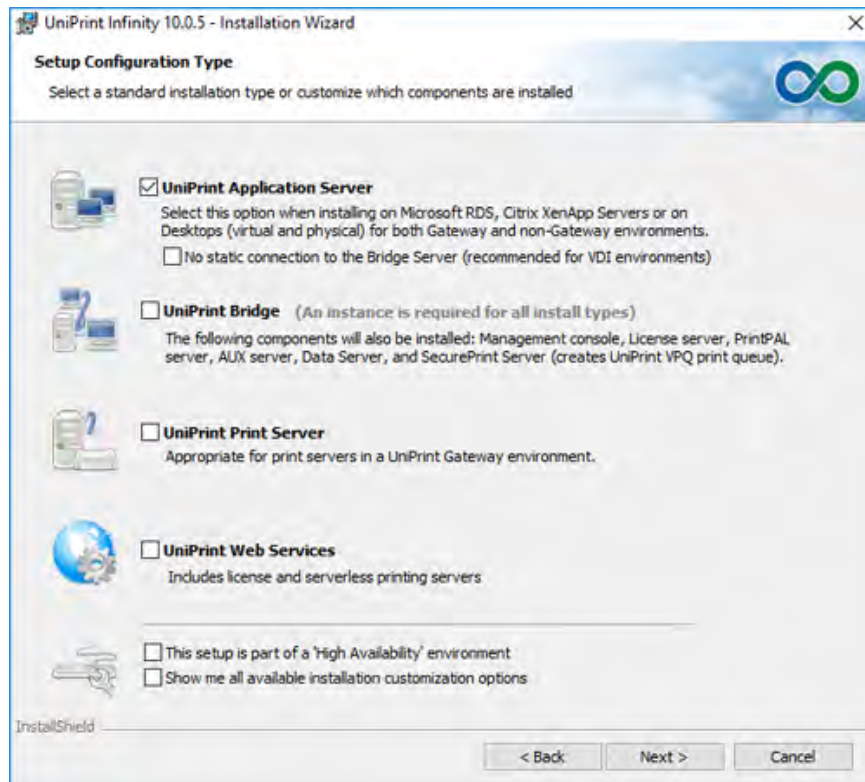 UniPrint Infinity 10.0.5 - Installation Wizard
Setup Configuration Type
Select a standard installation type or customize which components are installed
UniPrint Application Server
Select this option when installing on Microsoft RDS, Citrix XenApp Servers or on
Desktops (virtual and physical) for both Gateway and non-Gateway environments.
No static connection to the Bridge Server (recommended for VDI environments)
UniPrint Bridge (An instance is required for all install types)
The following components will also be installed: Management console, License server, PrintPAL
server, AUX server, Data Server, and SecurePrint Server (creates UniPrint VPQ print queue).
UniPrint Print Server
Appropriate for print servers in a UniPrint Gateway environment.
UniPrint Web Services
Includes license and serverless printing servers
This setup is part of a 'High Availability' environment
Show me all available installation customization options
InstallShield
< Back Next > Cancel